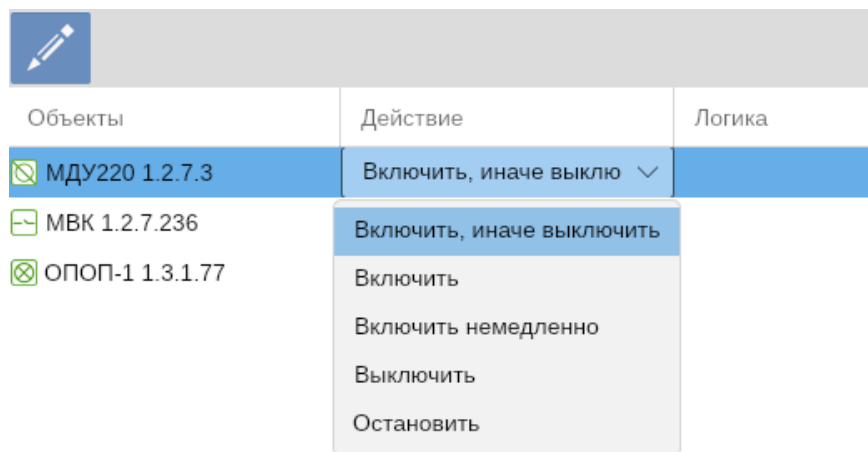 Объекты Действие Логика
МДУ220 1.2.7.3 Включить, иначе выклю
МВК 1.2.7.236
Включить, иначе выключить
ОПОП-1 1.3.1.77
Включить
Включить немедленно
Выключить
Остановить